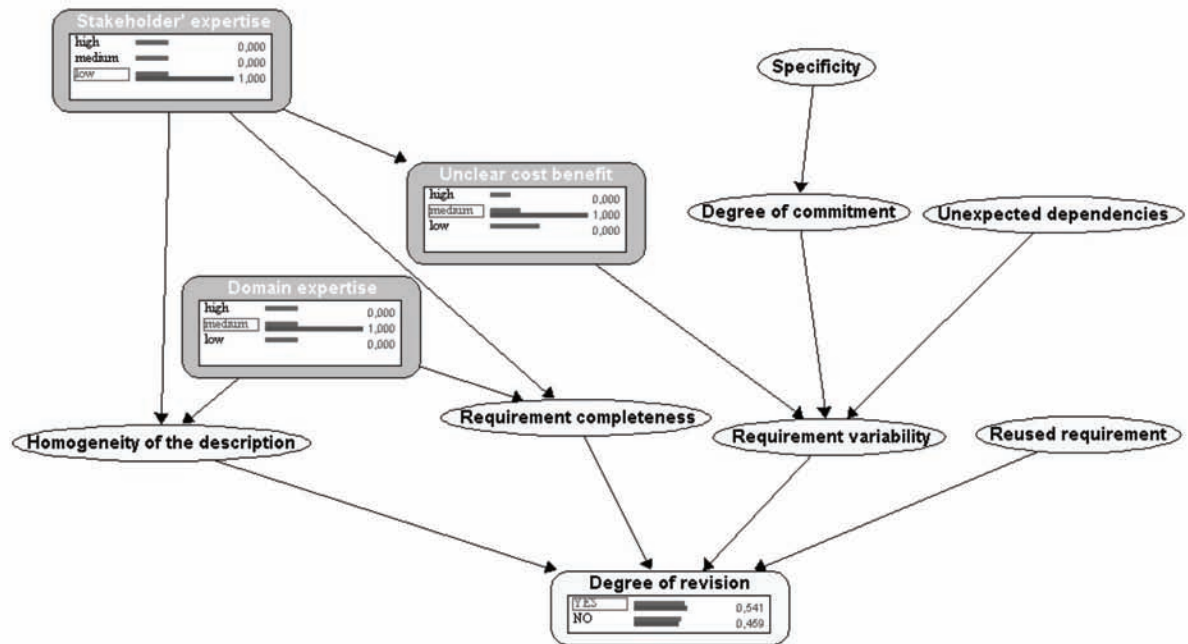 Stakeholder' expertise
high 0,000
medium 0,000
low 1,000
Specificity
Unclear cost benefit
high 0,000
medium 1,000
low 0,000
Degree of commitment
Unexpected dependencies
Domain expertise
high 0,000
medium 1,000
low 0,000
Homogeneity of the description
Requirement completeness
Requirement variability
Reused requirement
Degree of revision
YES 0,541
NO 0,459